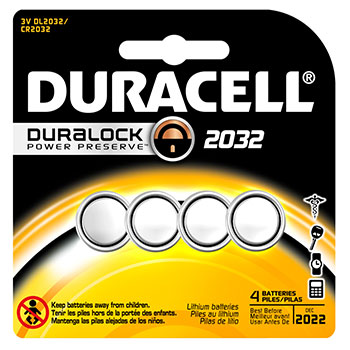 3V DL2032/
CR2032
DURACELL®
DURALOCK
POWER PRESERVE™
2032
4 BATTERIES
PILES/PILAS
Keep batteries away from children.
Tenir les piles hors de la portée des enfants.
Mantenga las pilas alejadas de los niños.
Lithium batteries
Piles au lithium
Pilas de litio
Best Before
Meilleur Avant
Usar Antes De
DEC
2022